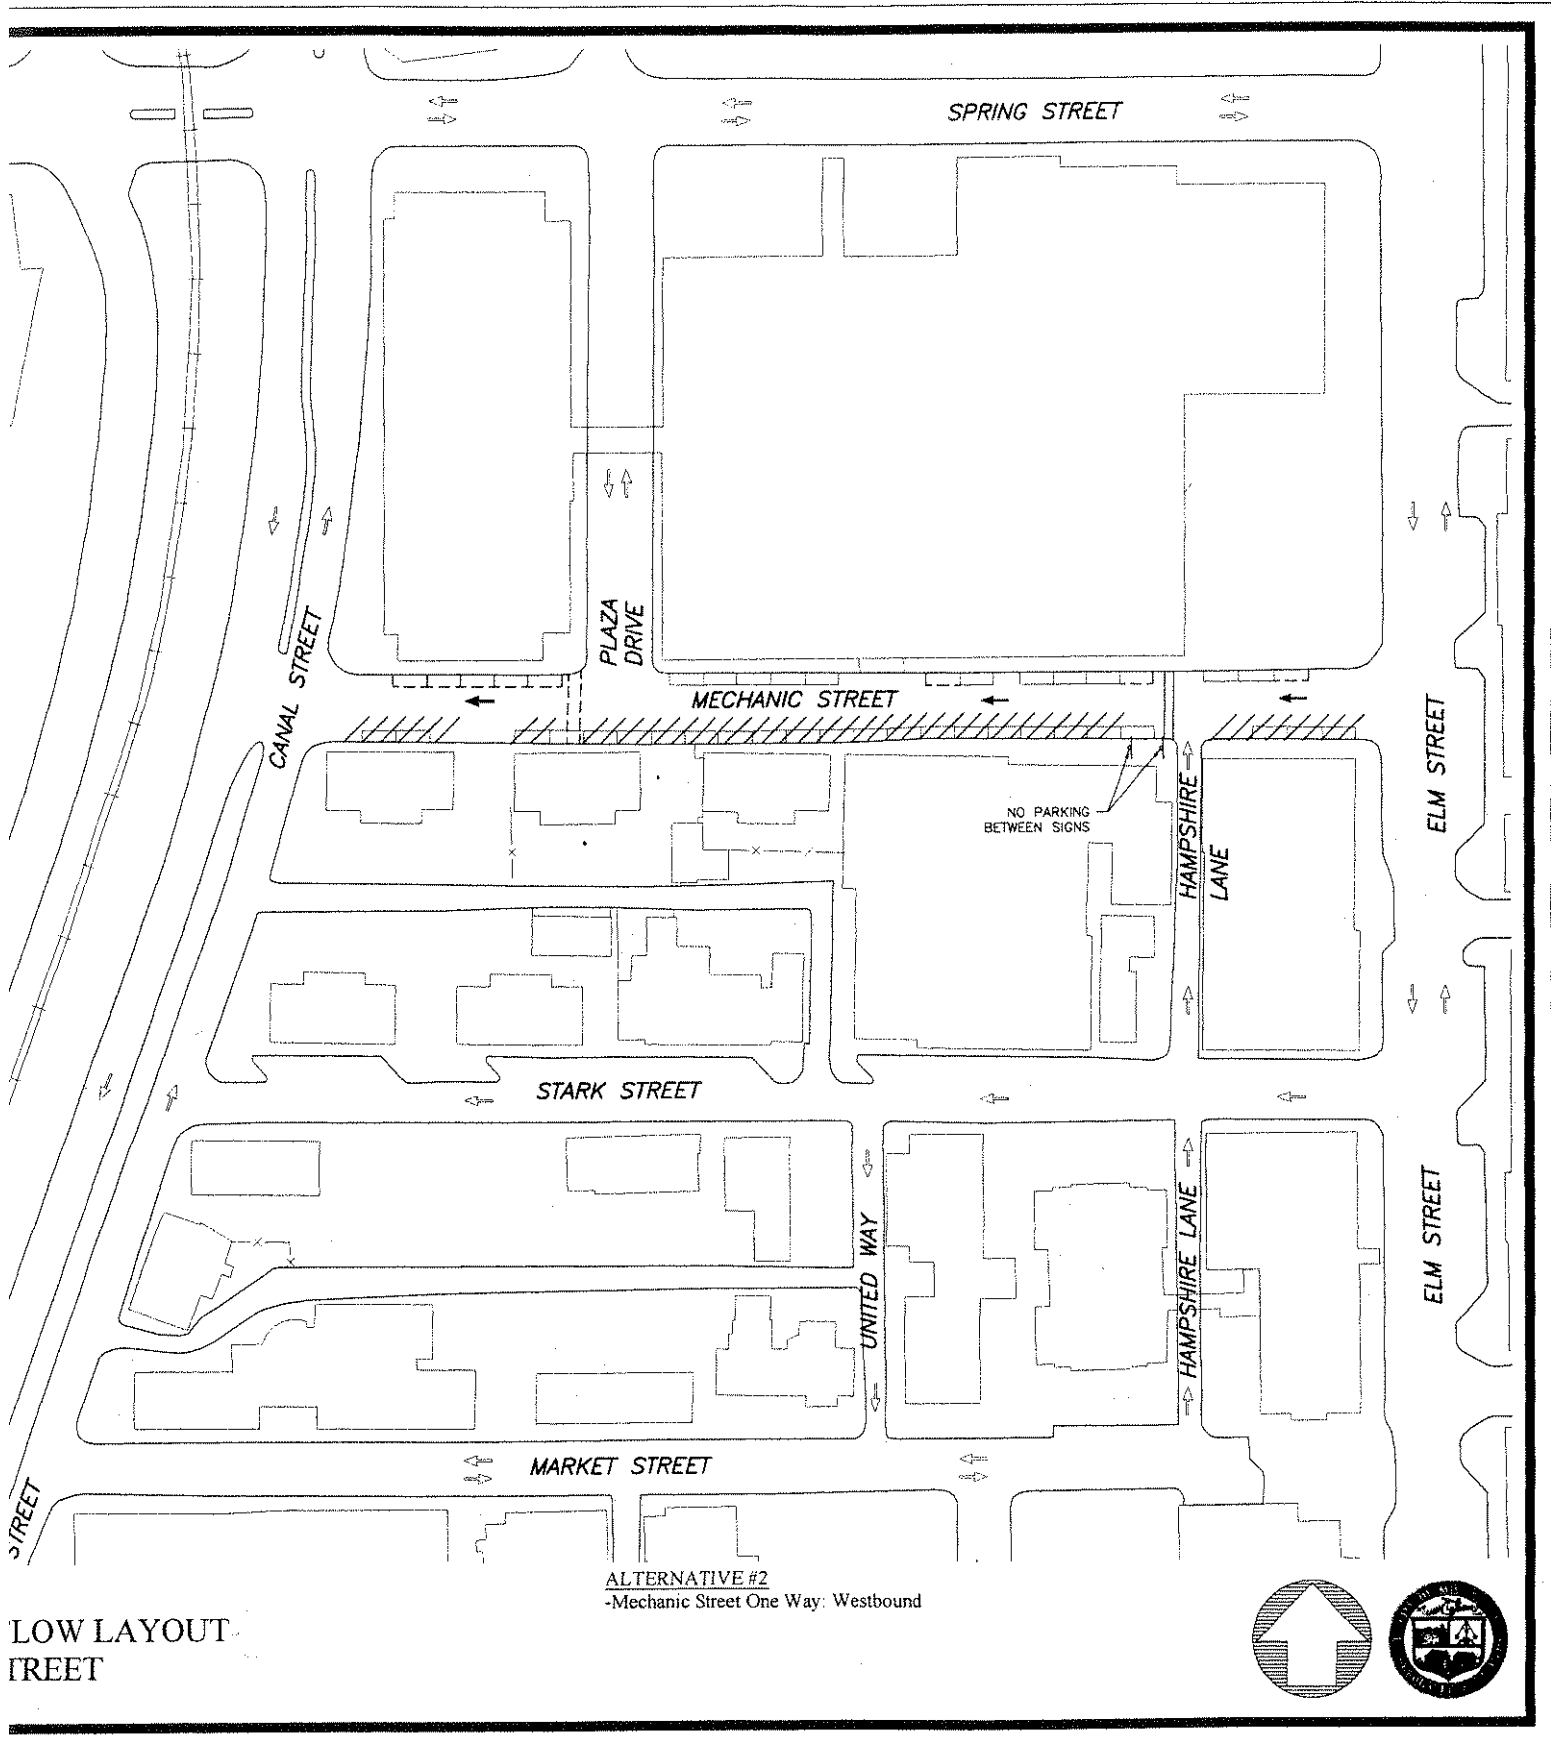 SPRING STREET
CANAL STREET
PLAZA
DRIVE
MECHANIC STREET
ELM STREET
NO PARKING
BETWEEN SIGNS
HAMPSHIRE
LANE
STARK STREET
UNITED WAY
HAMPSHIRE LANE
ELM STREET
MARKET STREET
STREET
ALTERNATIVE #2
-Mechanic Street One Way: Westbound
LOW LAYOUT
TREET